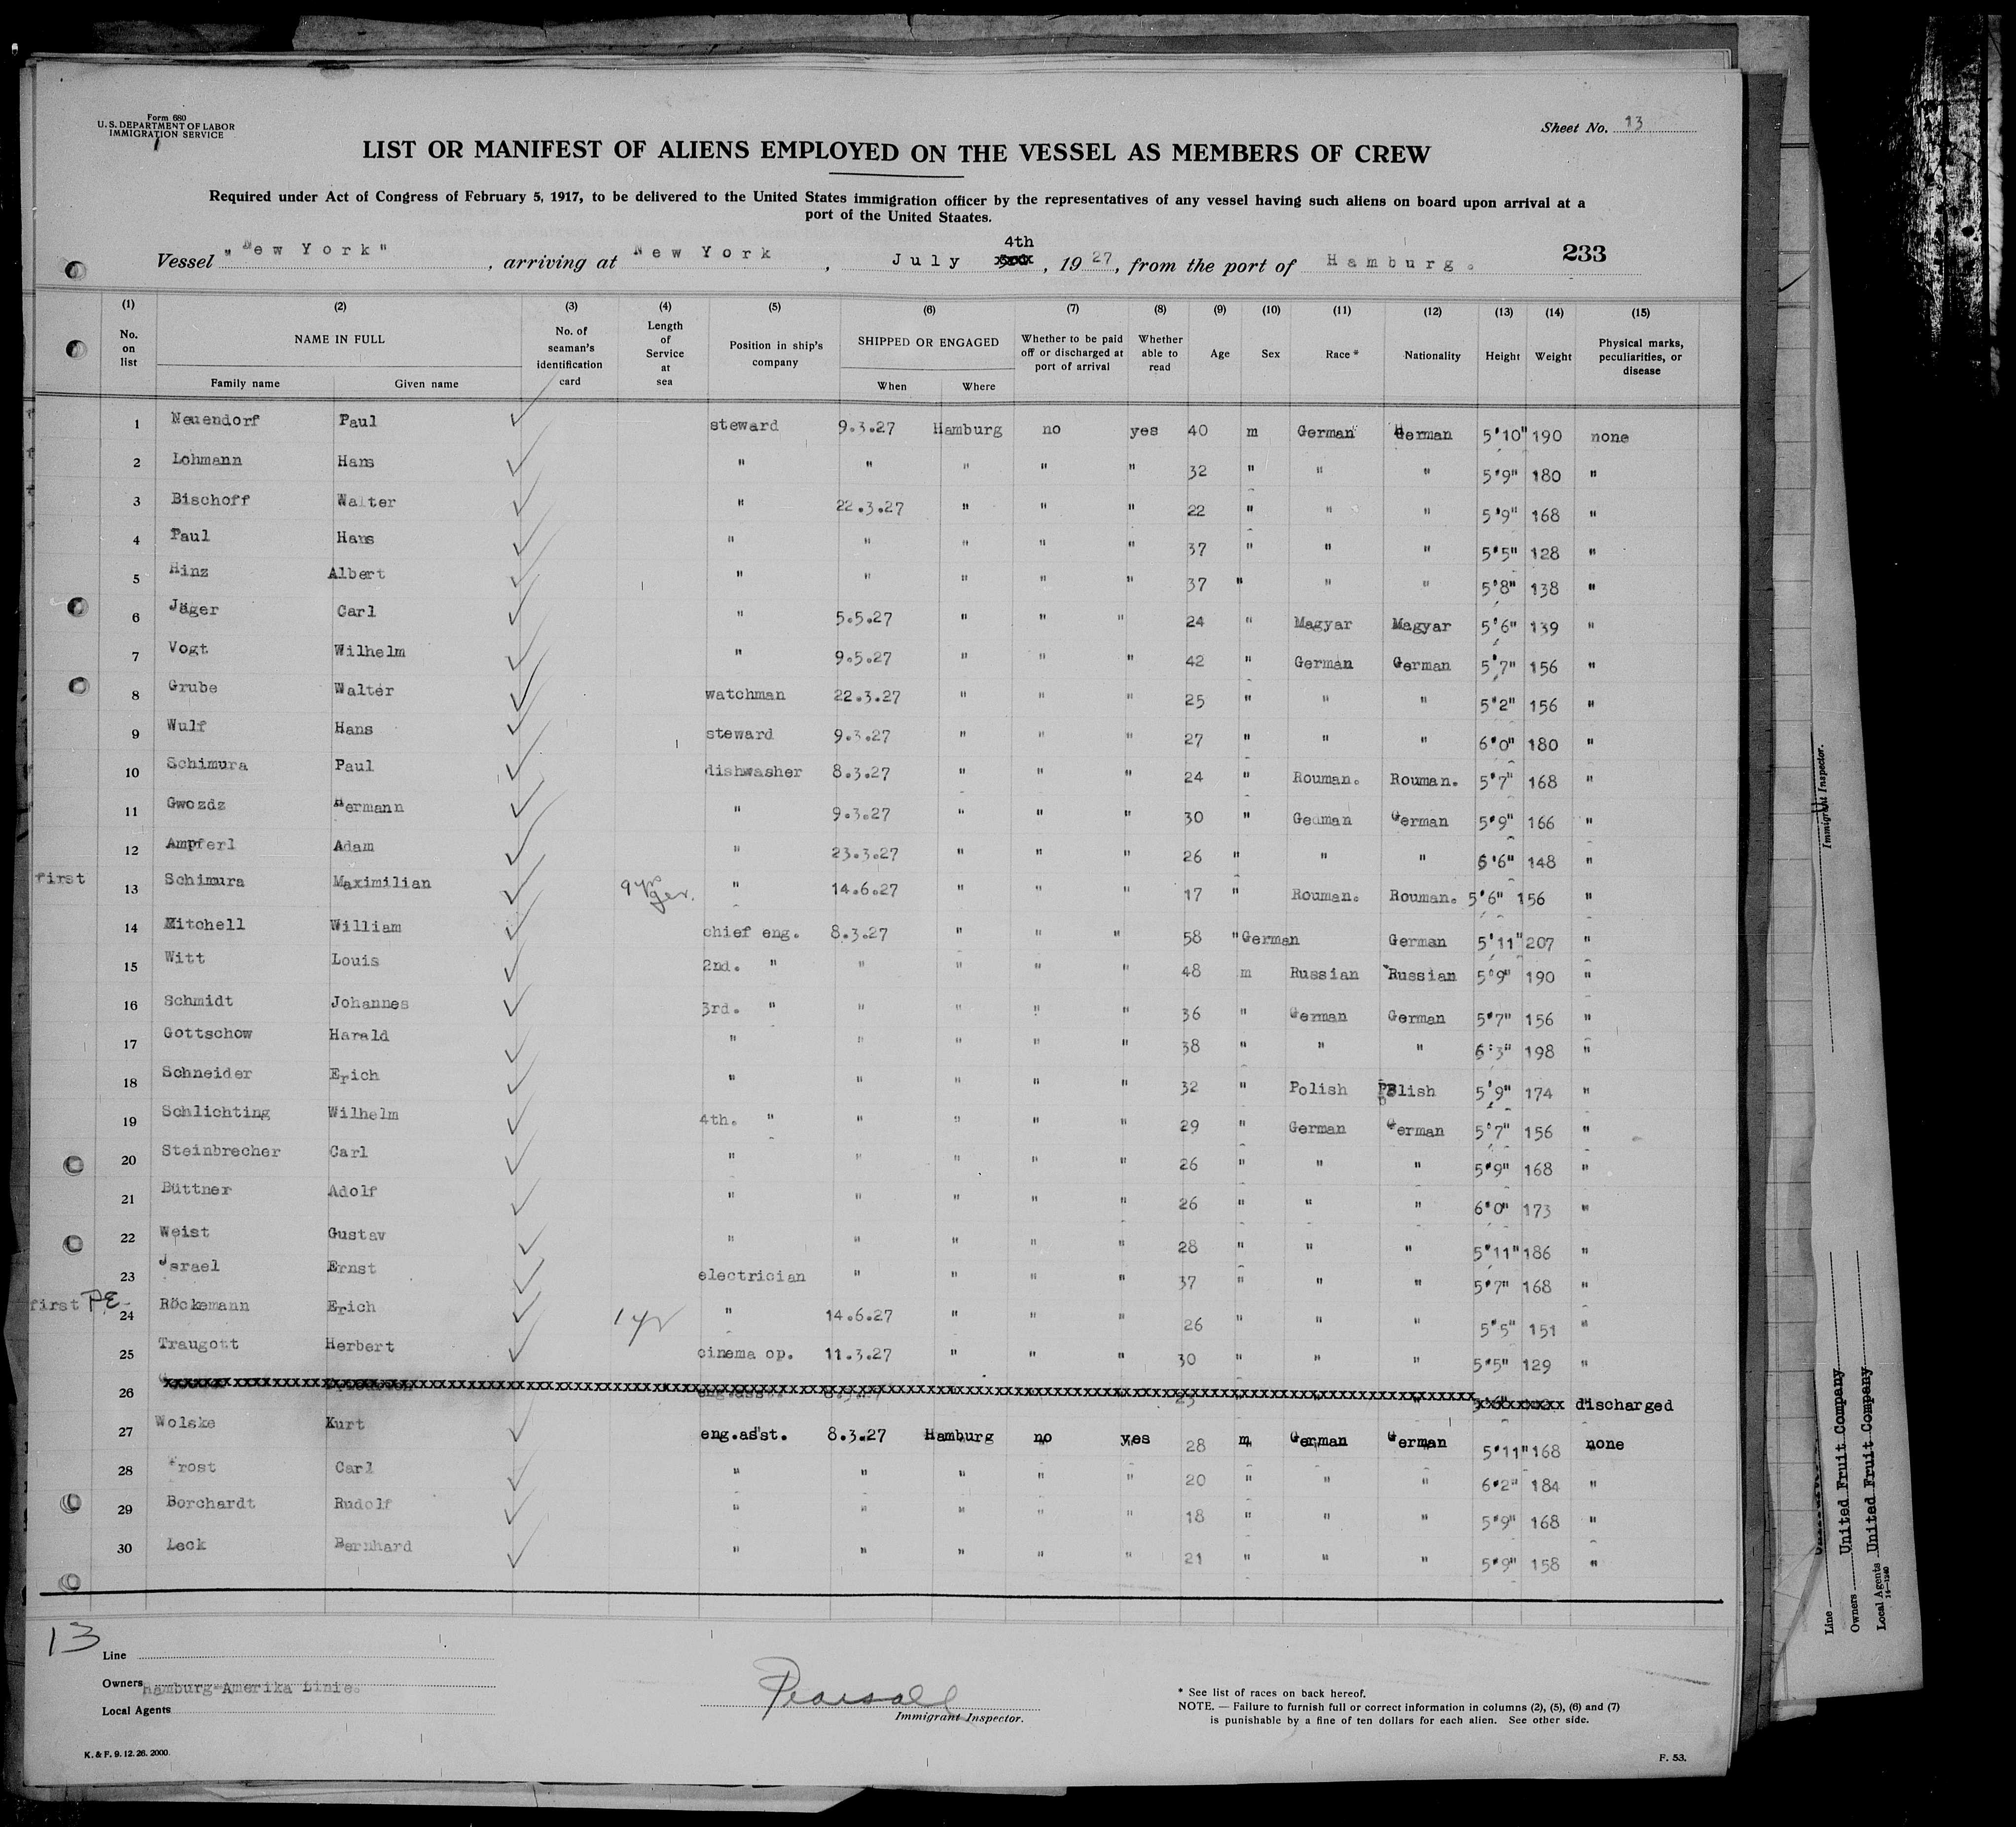 Form 680
U. S. DEPARTMENT OF LABOR
IMMIGRATION SERVICE
Sheet No. 13
LIST OR MANIFEST OF ALIENS EMPLOYED ON THE VESSEL AS MEMBERS OF CREW
Required under Act of Congress of February 5, 1917, to be delivered to the United States immigration officer by the representatives of any vessel having such aliens on board upon arrival at a
port of the United Staates.
Vessel "New York", arriving at New York, July 4th, 1927, from the port of Hamburg. 233
(1) (2) (3) (4) (5) (6) (7) (8) (9) (10) (11) (12) (13) (14) (15)
No. on list NAME IN FULL Family name Given name No. of seaman's identification card Length of Service at sea Position in ship's company SHIPPED OR ENGAGED When Where Whether to be paid off or discharged at port of arrival Whether able to read Age Sex Race* Nationality Height Weight Physical marks, peculiarities, or disease
1 Neuendorf Paul steward 9.3.27 Hamburg no yes 40 m German German 5'10" 190 none
2 Lohmann Hans " " " " " 32 " " " 5'9" 180 "
3 Bischoff Walter " 22.3.27 " " " 22 " " " 5'9" 168 "
4 Paul Hans " " " " " 37 " " " 5'5" 128 "
5 Hinz Albert " " " " " 37 " " " 5'8" 138 "
6 Jäger Carl " 5.5.27 " " " 24 " Magyar Magyar 5'6" 139 "
7 Vogt Wilhelm " 9.5.27 " " " 42 " German German 5'7" 156 "
8 Grube Walter watchman 22.3.27 " " " 25 " " " 5'2" 156 "
9 Wulf Hans steward 9.3.27 " " " 27 " " " 6'0" 180 "
10 Schimura Paul dishwasher 8.3.27 " " " 24 " Rouman. Rouman. 5'7" 168 "
11 Gwozdz Hermann " 9.3.27 " " " 30 " Geuman German 5'9" 166 "
12 Ampferl Adam " 23.3.27 " " " 26 " " " 6'6" 148 "
first 13 Schimura Maximilian 9 yrs " 14.6.27 " " " 17 " Rouman. Rouman. 5'6" 156 "
14 Mitchell William chief eng. 8.3.27 " " " 58 " German German 5'11" 207 "
15 Witt Louis 2nd. " " " " " 48 m Russian Russian 5'9" 190 "
16 Schmidt Johannes 3rd. " " " " " 36 " German German 5'7" 156 "
17 Gottschow Harald " " " " " 38 " " " 6'3" 198 "
18 Schneider Erich " " " " " 32 " Polish Polish 5'9" 174 "
19 Schlichting Wilhelm 4th. " " " " " 29 " German German 5'7" 156 "
20 Steinbrecher Carl " " " " " 26 " " " 5'9" 168 "
21 Büttner Adolf " " " " " 26 " " " 6'0" 173 "
22 Weist Gustav " " " " " 28 " " " 5'11" 186 "
23 Jsrael Ernst electrician " " " " 37 " " " 5'7" 168 "
first P.E. 24 Röckemann Erich 1 yr " 14.6.27 " " " 26 " " " 5'5" 151 "
25 Traugott Herbert cinema op. 11.3.27 " " " 30 " " " 5'5" 129 "
26 discharged
27 Wolske Kurt eng.asst. 8.3.27 Hamburg no yes 28 m German German 5'11" 168 none
28 Frost Carl " " " " " 20 " " " 6'2" 184 "
29 Borchardt Rudolf " " " " " 18 " " " 5'9" 168 "
30 Leck Bernhard " " " " " 21 " " " 5'9" 158 "
13
Line
Owners Hamburg-Amerika Linies
Local Agents
Pearsall
Immigrant Inspector.
* See list of races on back hereof.
NOTE. — Failure to furnish full or correct information in columns (2), (5), (6) and (7)
is punishable by a fine of ten dollars for each alien. See other side.
K. & F. 9. 12. 26. 2000.
F. 53.
Immigrant Inspector.
Line
Owners United Fruit Company
Local Agents United Fruit Company
14—1240